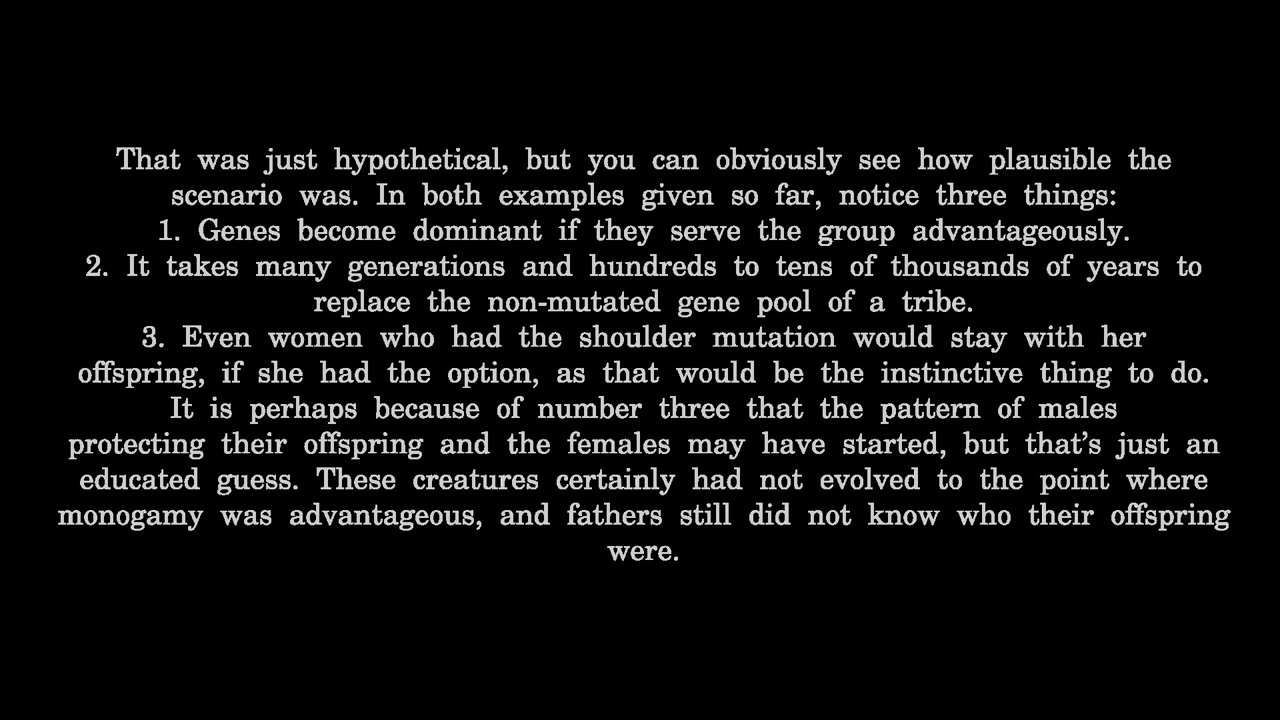 That was just hypothetical, but you can obviously see how plausible the
scenario was. In both examples given so far, notice three things:
1. Genes become dominant if they serve the group advantageously.
2. It takes many generations and hundreds to tens of thousands of years to
replace the non-mutated gene pool of a tribe.
3. Even women who had the shoulder mutation would stay with her
offspring, if she had the option, as that would be the instinctive thing to do.
It is perhaps because of number three that the pattern of males
protecting their offspring and the females may have started, but that’s just an
educated guess. These creatures certainly had not evolved to the point where
monogamy was advantageous, and fathers still did not know who their offspring
were.